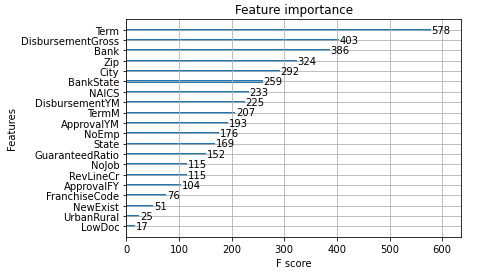 Feature importance
Term 578
DisbursementGross 403
Bank 386
Zip 324
City 292
BankState 259
NAICS 233
DisbursementYM 225
TermM 207
ApprovalYM 193
NoEmp 176
State 169
GuaranteedRatio 152
NoJob 115
RevLineCr 115
ApprovalFY 104
FranchiseCode 76
NewExist 51
UrbanRural 25
LowDoc 17
Features
0 100 200 300 400 500 600
F score